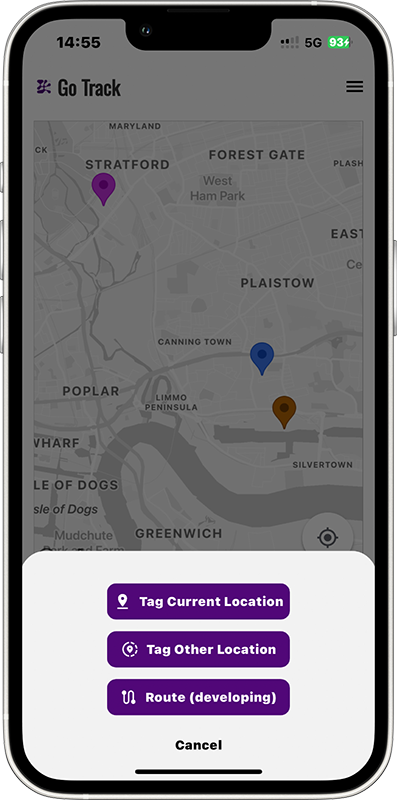 14:55
5G
93
Go Track
MARYLAND
CK
STRATFORD
FOREST GATE
PLASH
West
Ham Park
EAST
Ce
PLAISTOW
CANNING TOWN
POPLAR
LIMMO
PENINSULA
WHARF
SILVERTOWN
LE OF DOGS
sle of Dogs
Mudchute
Park and Farm
GREENWICH
Tag Current Location
Tag Other Location
Route (developing)
Cancel